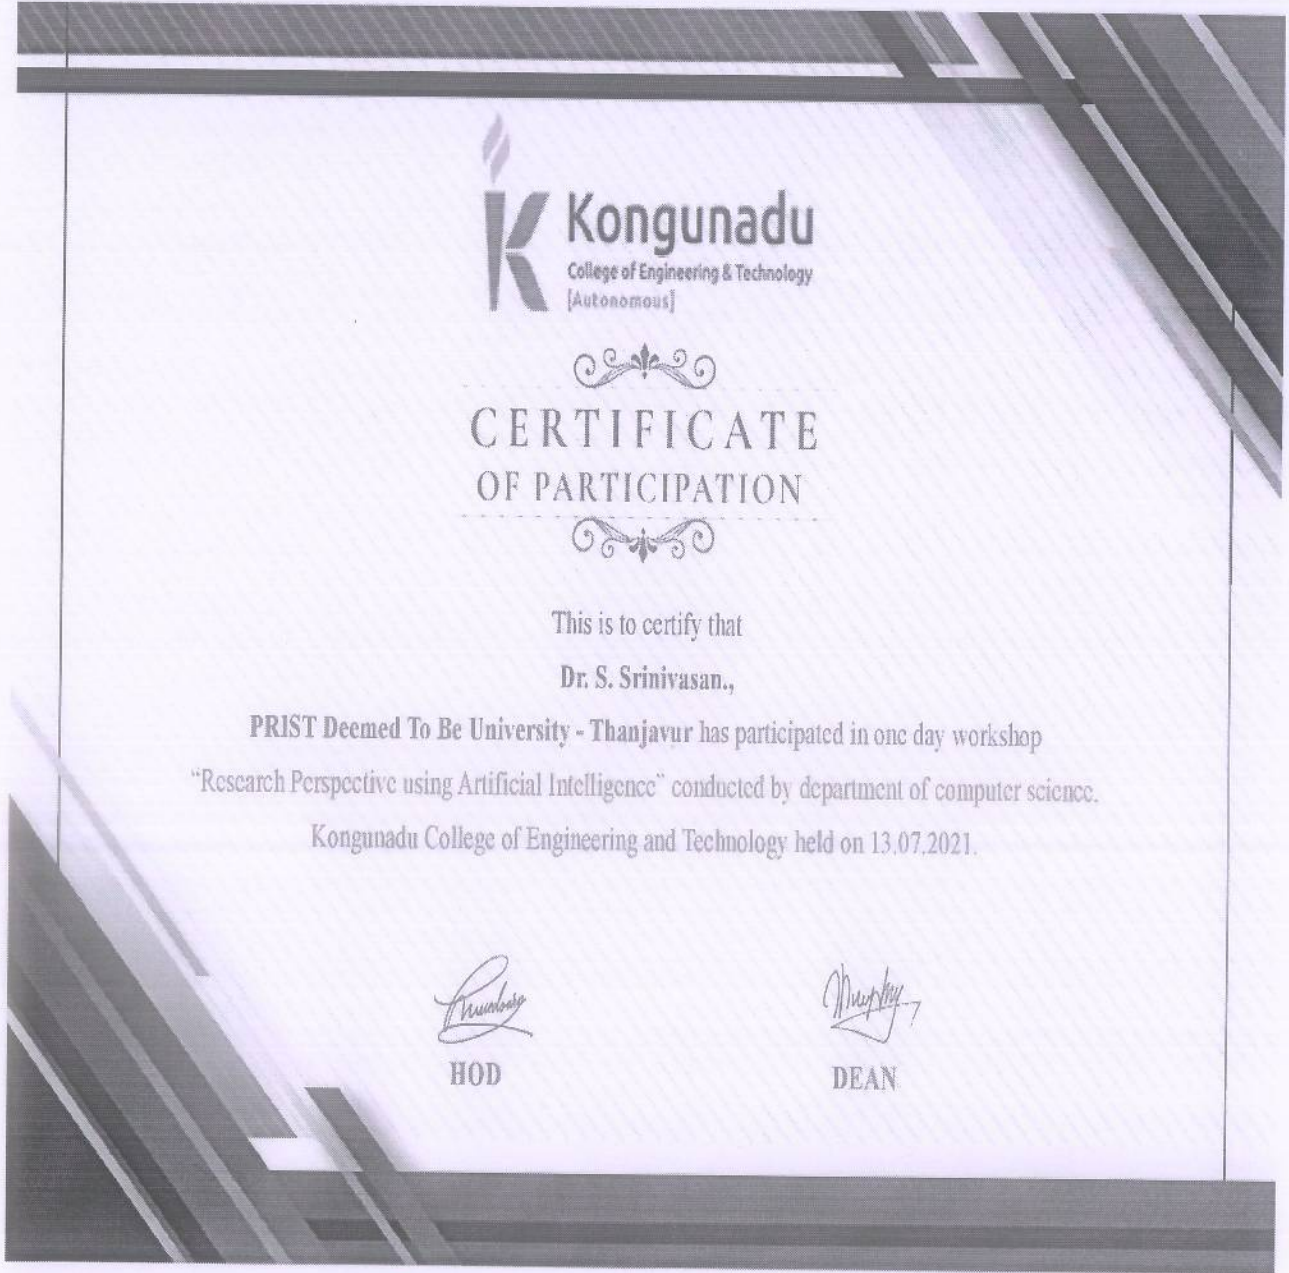 Kongunadu
College of Engineering & Technology
[Autonomous]
CERTIFICATE
OF PARTICIPATION
This is to certify that
Dr. S. Srinivasan.,
PRIST Deemed To Be University - Thanjavur has participated in one day workshop
"Research Perspective using Artificial Intelligence" conducted by department of computer science.
Kongunadu College of Engineering and Technology held on 13.07.2021.
HOD
DEAN